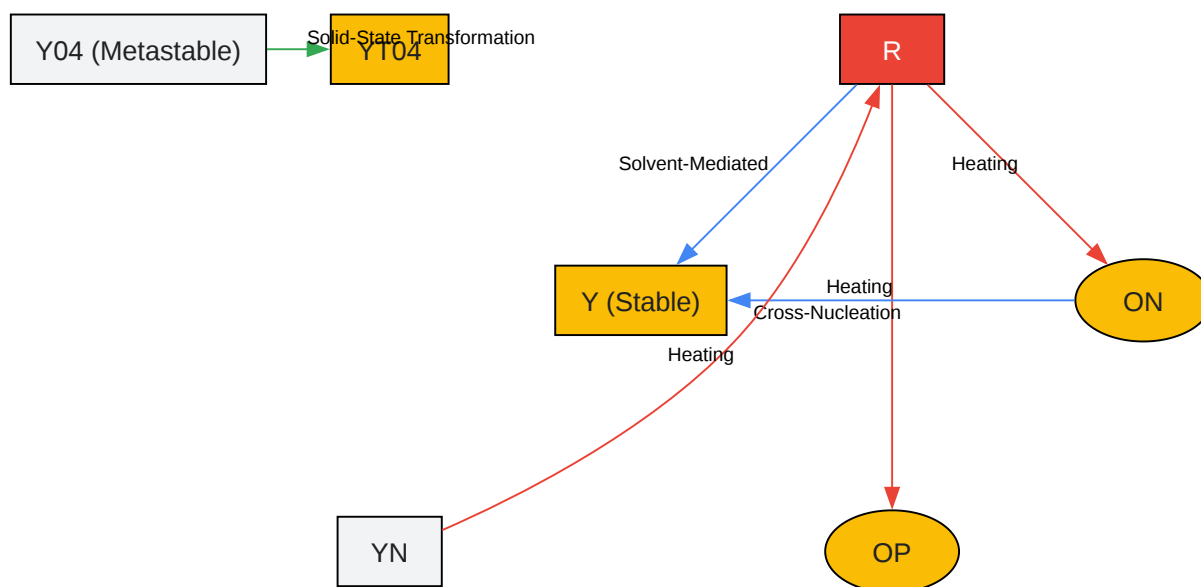 Y04 (Metastable)
Solid-State Transformation
YT04
R
Solvent-Mediated
Heating
Y (Stable)
Heating
Cross-Nucleation
ON
Heating
YN
OP